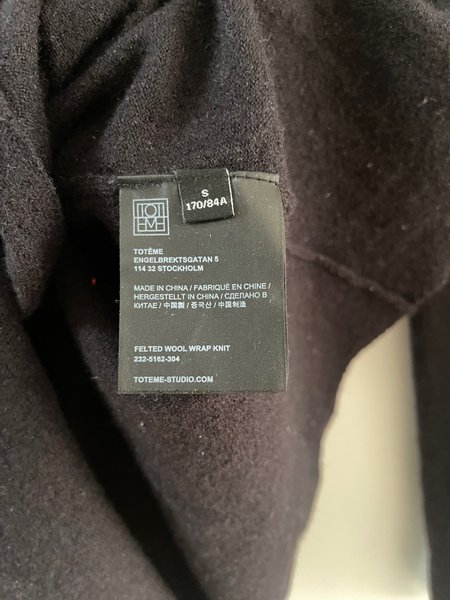 S
170/84A
TOT
EME
TOTÊME
ENGELBREKTSGATAN 5
114 32 STOCKHOLM
MADE IN CHINA / FABRIQUÉ EN CHINE /
HERGESTELLT IN CHINA / СДЕЛАНО В
КИТАЕ / 中国製 / 중국산 / 中国制造
FELTED WOOL WRAP KNIT
232-5162-304
TOTEME-STUDIO.COM